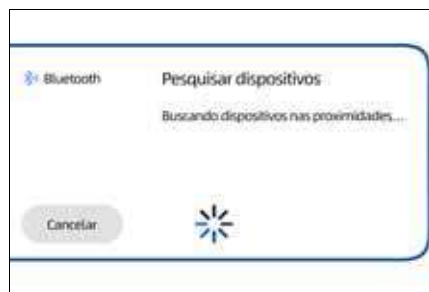 Bluetooth
Pesquisar dispositivos
Buscando dispositivos nas proximidades...
Cancelar